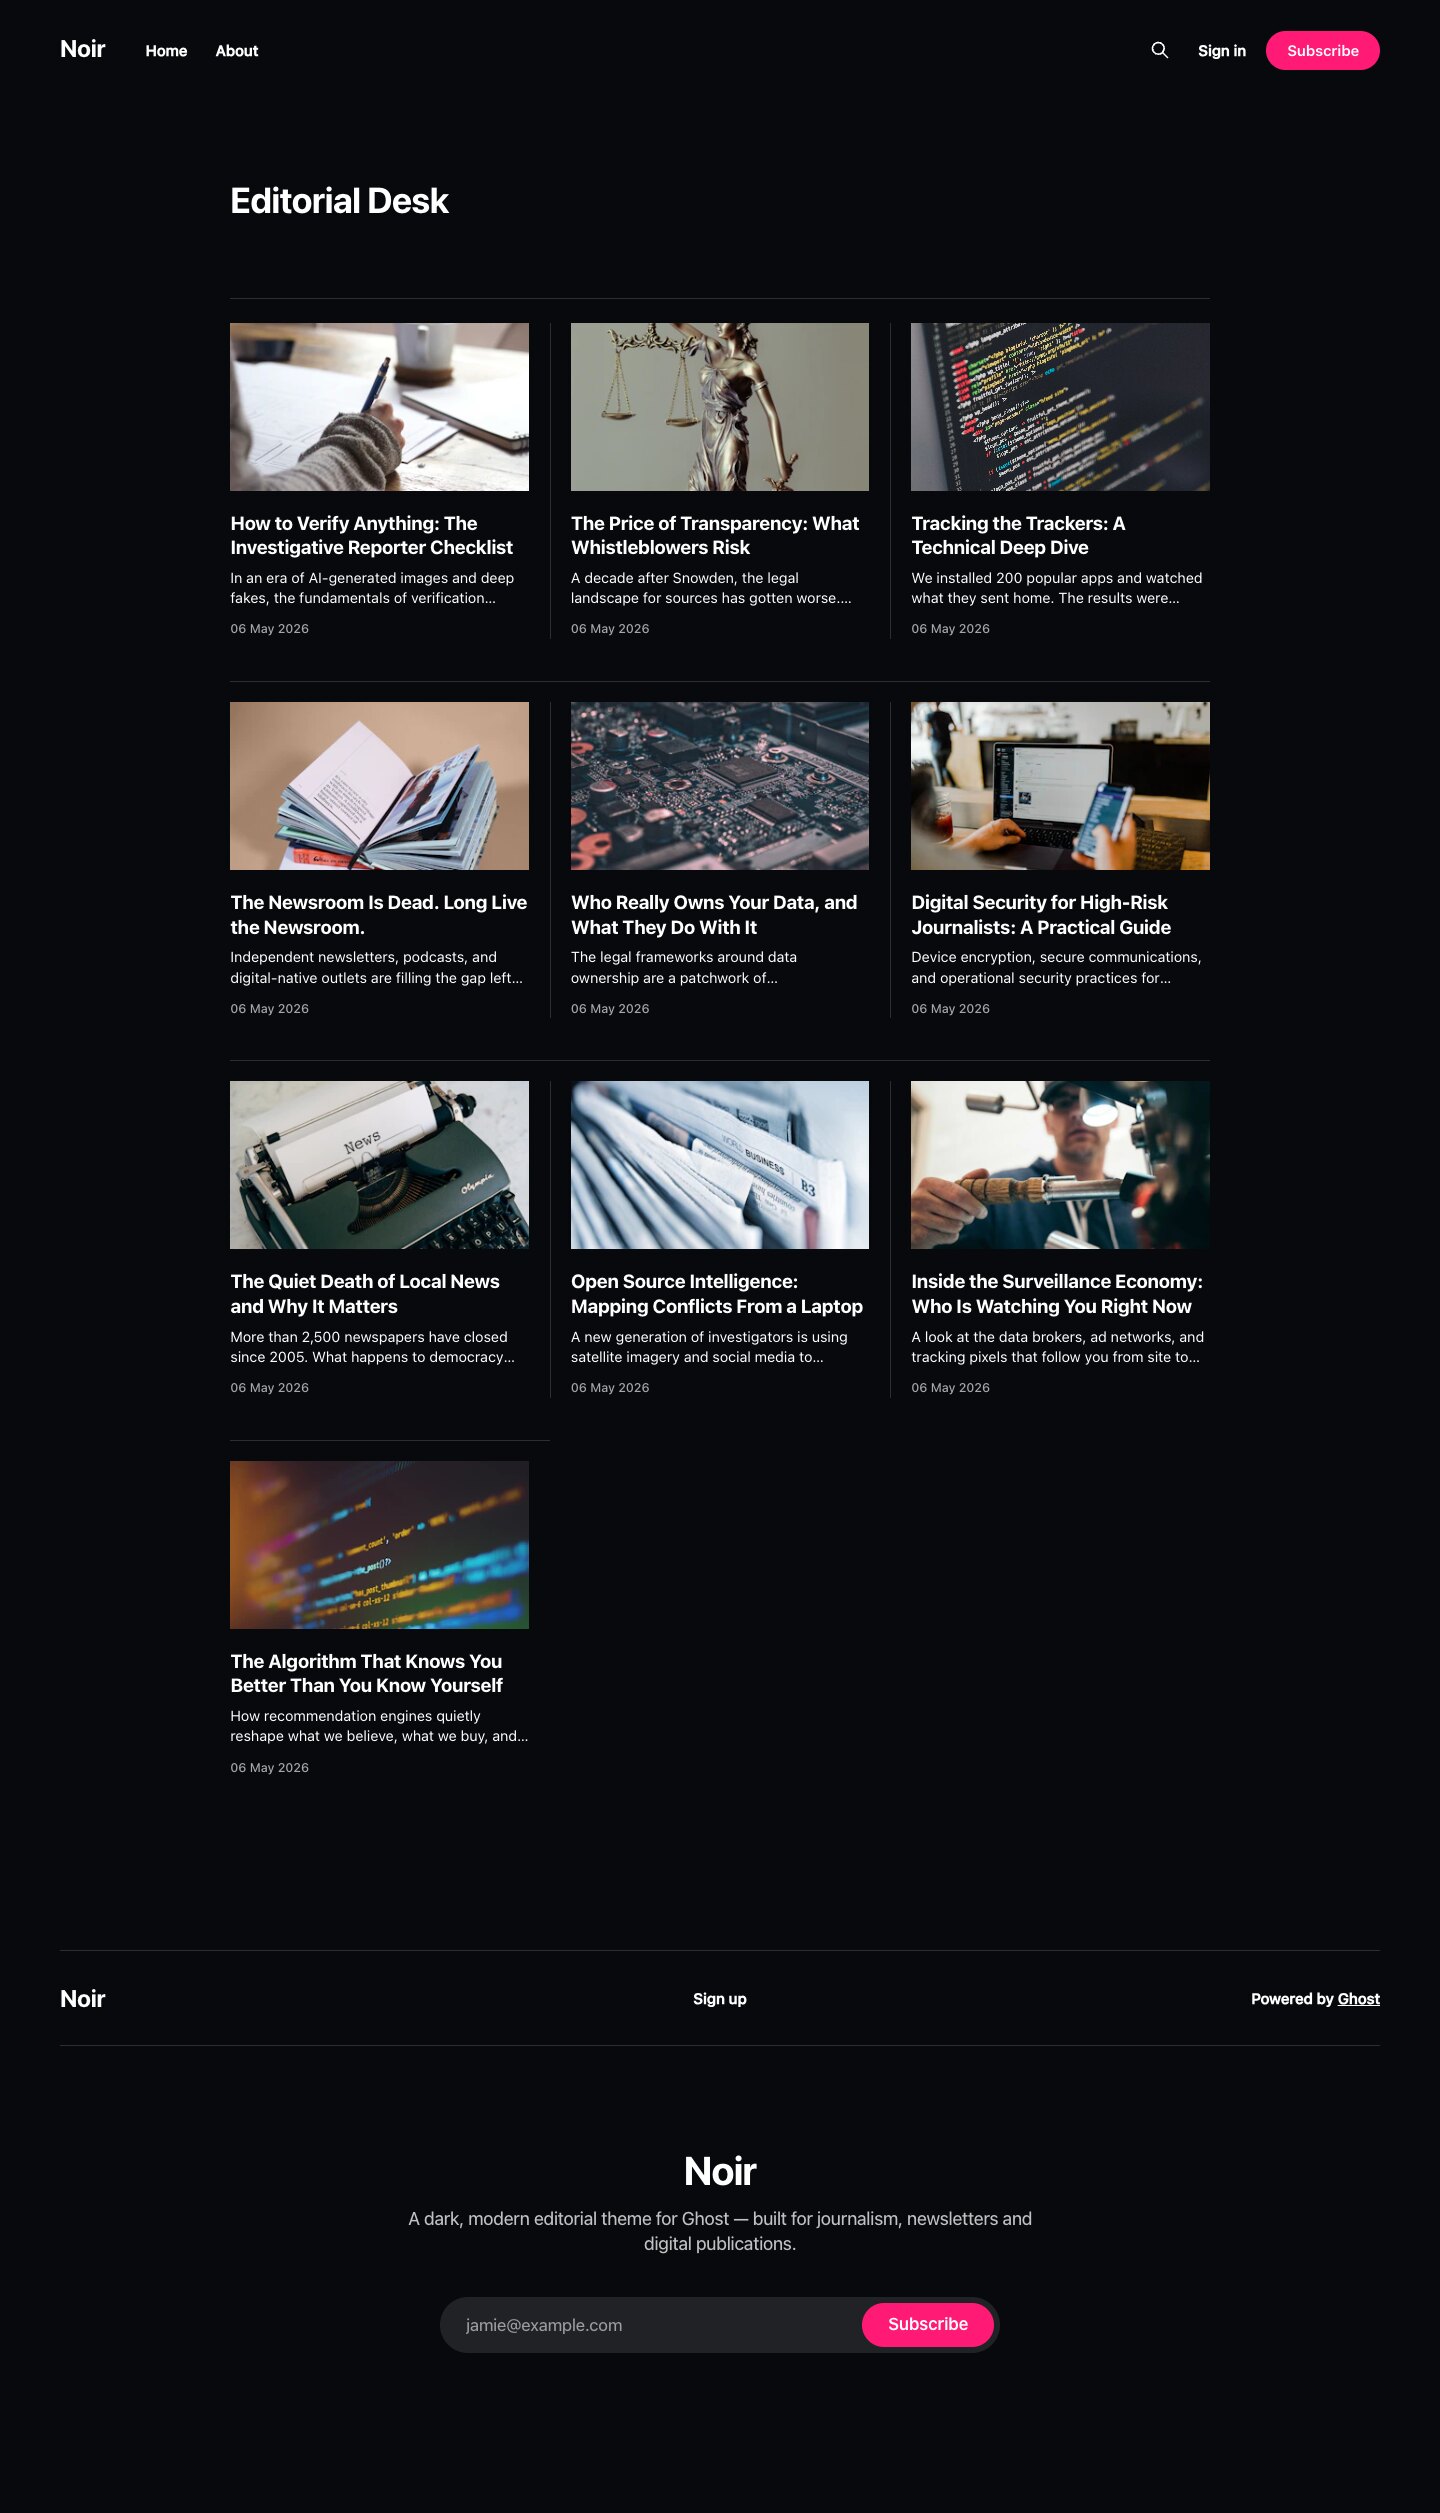 Noir
Home
About
Sign in
Subscribe
Editorial Desk
How to Verify Anything: The
Investigative Reporter Checklist
In an era of AI-generated images and deep
fakes, the fundamentals of verification...
06 May 2026
The Price of Transparency: What
Whistleblowers Risk
A decade after Snowden, the legal
landscape for sources has gotten worse....
06 May 2026
Tracking the Trackers: A
Technical Deep Dive
We installed 200 popular apps and watched
what they sent home. The results were...
06 May 2026
The Newsroom Is Dead. Long Live
the Newsroom.
Independent newsletters, podcasts, and
digital-native outlets are filling the gap left...
06 May 2026
Who Really Owns Your Data, and
What They Do With It
The legal frameworks around data
ownership are a patchwork of...
06 May 2026
Digital Security for High-Risk
Journalists: A Practical Guide
Device encryption, secure communications,
and operational security practices for...
06 May 2026
News
Olympia
The Quiet Death of Local News
and Why It Matters
More than 2,500 newspapers have closed
since 2005. What happens to democracy...
06 May 2026
WORLD BUSINESS
B3
Open Source Intelligence:
Mapping Conflicts From a Laptop
A new generation of investigators is using
satellite imagery and social media to...
06 May 2026
Inside the Surveillance Economy:
Who Is Watching You Right Now
A look at the data brokers, ad networks, and
tracking pixels that follow you from site to...
06 May 2026
The Algorithm That Knows You
Better Than You Know Yourself
How recommendation engines quietly
reshape what we believe, what we buy, and...
06 May 2026
Noir
Sign up
Powered by Ghost
Noir
A dark, modern editorial theme for Ghost — built for journalism, newsletters and
digital publications.
jamie@example.com
Subscribe